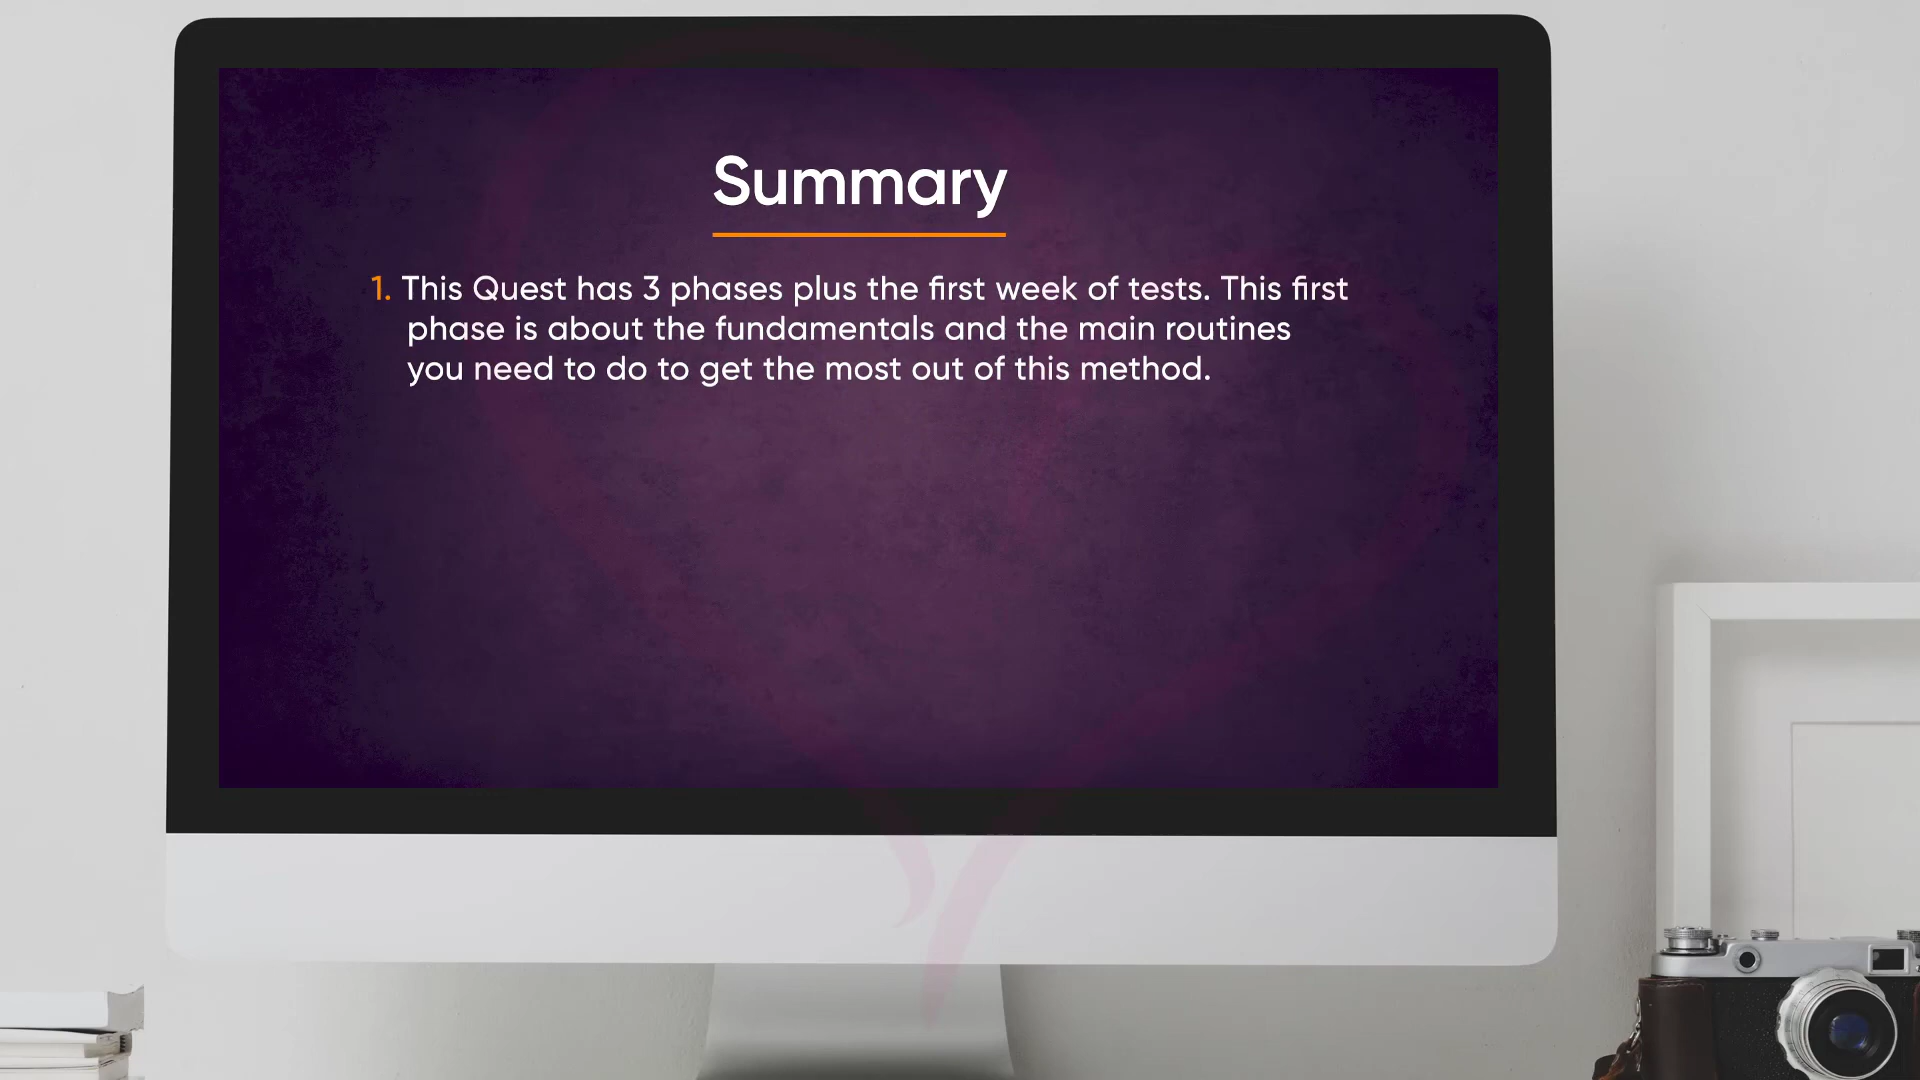 Summary
1. This Quest has 3 phases plus the first week of tests. This first
phase is about the fundamentals and the main routines
you need to do to get the most out of this method.